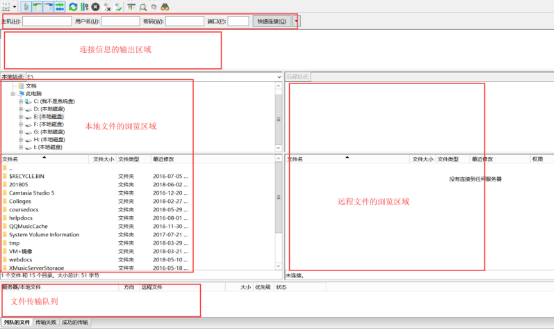 主机(H): 用户名(U): 密码(W): 端口(P): 快速连接(Q)
连接信息的输出区域
本地站点: E:\
远程站点:
文档
此电脑
C: (我不是系统盘)
D: (本地磁盘)
E: (本地磁盘)
F: (本地磁盘)
G: (本地磁盘)
H: (本地磁盘)
I: (本地磁盘)
本地文件的浏览区域
文件名 文件大小 文件类型 最近修改
..
$RECYCLE.BIN 文件夹 2016-07-05 ...
201805 文件夹 2018-06-02 ...
Camtasia Studio 5 文件夹 2016-12-20 ...
Colleges 文件夹 2018-02-27 ...
coursedocs 文件夹 2018-05-29 ...
helpdocs 文件夹 2016-08-01 ...
QQMusicCache 文件夹 2016-11-30 ...
System Volume Information 文件夹 2017-07-21 ...
tmp 文件夹 2018-03-29 ...
VM+镜像 文件夹 2018-03-21 ...
webdocs 文件夹 2018-05-10 ...
XMusicServerStorage 文件夹 2016-05-18 ...
1 个文件 和 15 个目录。大小总计: 51 字节
文件名 文件大小 文件类型 最近修改 权限
没有连接到任何服务器
远程文件的浏览区域
未连接。
服务器/本地文件 方向 远程文件 大小 优先级 状态
文件传输队列
列队的文件 传输失败 成功的传输